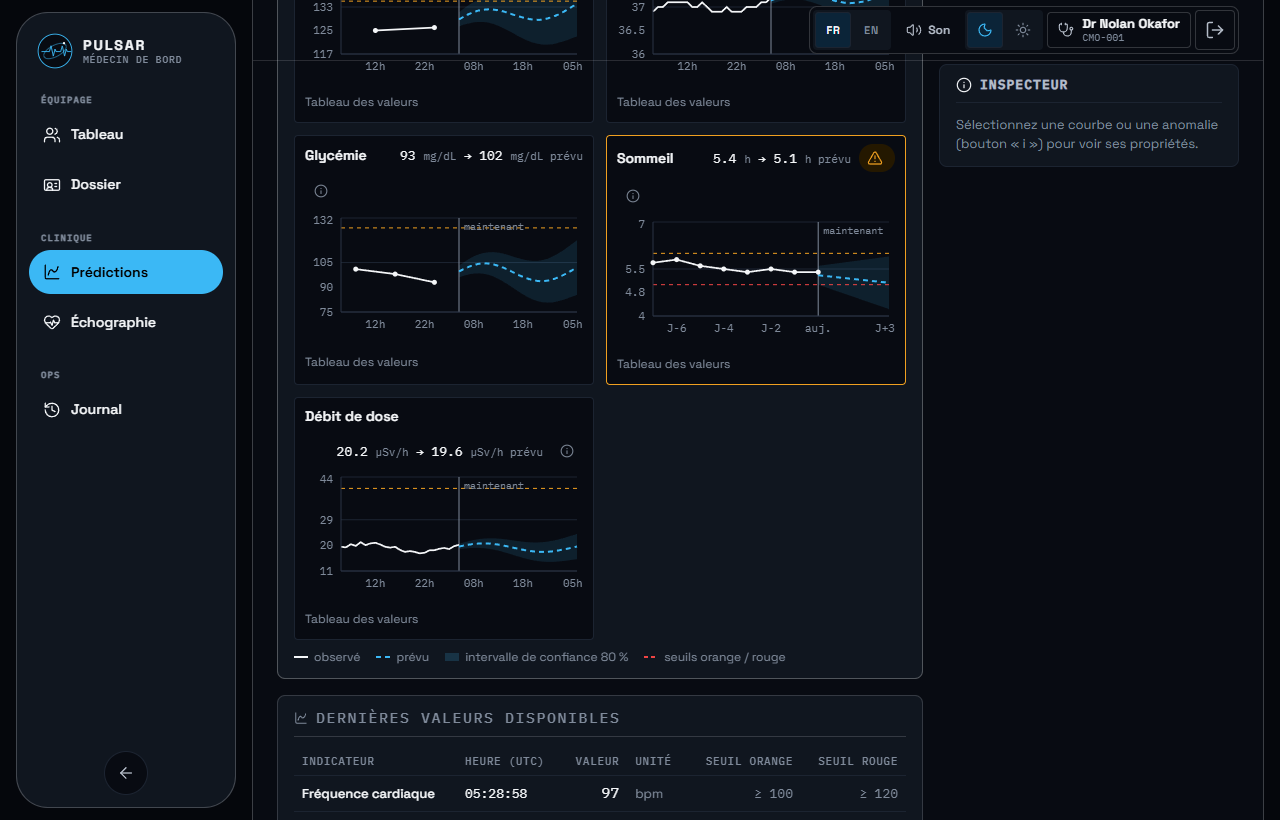 PULSAR
MÉDECIN DE BORD
ÉQUIPAGE
Tableau
Dossier
CLINIQUE
Prédictions
Échographie
OPS
Journal
FR EN Son Dr Nolan Okafor
CMO-001
133
125
117
12h 22h 08h 18h 05h
Tableau des valeurs
37
36.5
36
12h 22h 08h 18h 05h
Tableau des valeurs
Glycémie 93 mg/dL → 102 mg/dL prévu
132
105
90
75
maintenant
12h 22h 08h 18h 05h
Tableau des valeurs
Sommeil 5.4 h → 5.1 h prévu
7
5.5
4.8
4
maintenant
J-6 J-4 J-2 auj. J+3
Tableau des valeurs
Débit de dose
20.2 µSv/h → 19.6 µSv/h prévu
44
29
20
11
maintenant
12h 22h 08h 18h 05h
Tableau des valeurs
observé prévu intervalle de confiance 80 % seuils orange / rouge
DERNIÈRES VALEURS DISPONIBLES
INDICATEUR HEURE (UTC) VALEUR UNITÉ SEUIL ORANGE SEUIL ROUGE
Fréquence cardiaque 05:28:58 97 bpm ≥ 100 ≥ 120
INSPECTEUR
Sélectionnez une courbe ou une anomalie
(bouton « i ») pour voir ses propriétés.